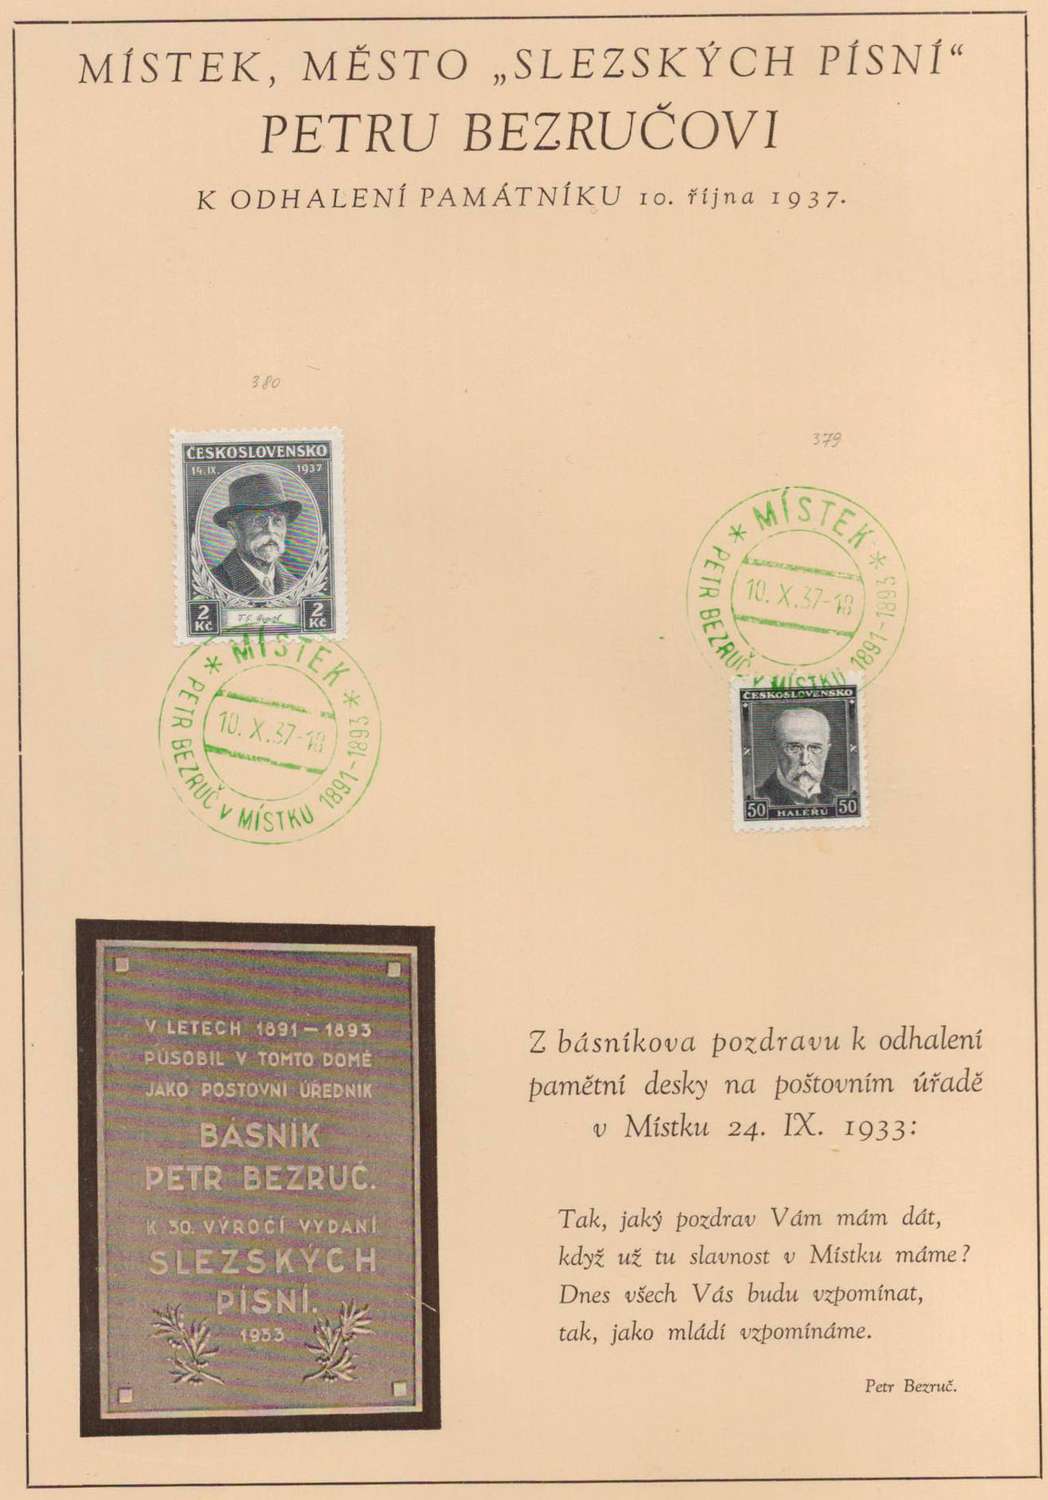 MÍSTEK, MĚSTO „SLEZSKÝCH PÍSNÍ“
PETRU BEZRUČOVI
K ODHALENÍ PAMÁTNÍKU 10. října 1937.
380
379
ČESKOSLOVENSKO
14.IX. 1937
2 Kč 2 Kč
MÍSTEK
10. X. 37-18
PETR BEZRUČ V MÍSTKU 1891-1893
MÍSTEK
10. X. 37-18
PETR BEZRUČ V MÍSTKU 1891-1893
ČESKOSLOVENSKO
50 HALÉŘŮ 50
V LETECH 1891 – 1893
PŮSOBIL V TOMTO DOMĚ
JAKO POŠTOVNÍ ÚŘEDNÍK
BÁSNÍK
PETR BEZRUČ.
K 30. VÝROČÍ VYDÁNÍ
SLEZSKÝCH
PÍSNÍ.
1933
Z básníkova pozdravu k odhalení
pamětní desky na poštovním úřadě
v Místku 24. IX. 1933:
Tak, jaký pozdrav Vám mám dát,
když už tu slavnost v Místku máme?
Dnes všech Vás budu vzpomínat,
tak, jako mládí vzpomínáme.
Petr Bezruč.